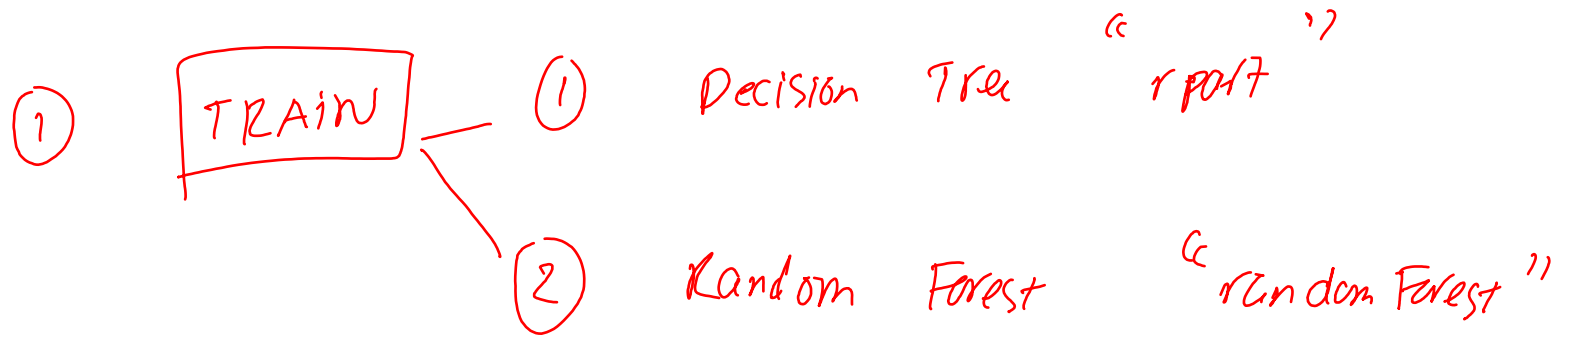 ① TRAiN ① Decision Tree “rpart”
② Random Forest “randomForest”